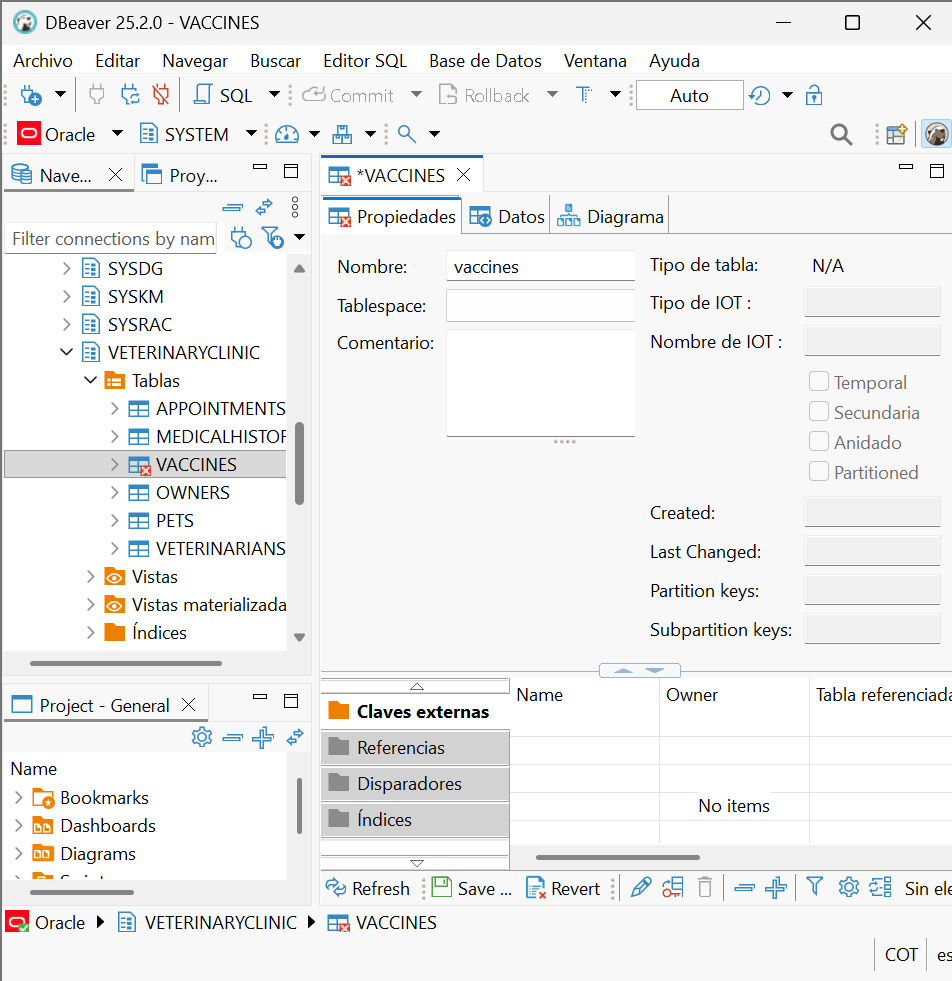 DBeaver 25.2.0 - VACCINES
Archivo Editar Navegar Buscar Editor SQL Base de Datos Ventana Ayuda
SQL Commit Rollback T Auto
Oracle SYSTEM
Nave... Proy...
Filter connections by nam
SYSDG
SYSKM
SYSRAC
VETERINARYCLINIC
Tablas
APPOINTMENTS
MEDICALHISTOR
VACCINES
OWNERS
PETS
VETERINARIANS
Vistas
Vistas materializada
Índices
Project - General
Name
Bookmarks
Dashboards
Diagrams
*VACCINES
Propiedades Datos Diagrama
Nombre: vaccines
Tablespace:
Comentario:
Tipo de tabla: N/A
Tipo de IOT :
Nombre de IOT :
Temporal
Secundaria
Anidado
Partitioned
Created:
Last Changed:
Partition keys:
Subpartition keys:
Claves externas
Referencias
Disparadores
Índices
Name Owner Tabla referenciada
No items
Refresh Save ... Revert Sin ele
Oracle VETERINARYCLINIC VACCINES
COT es